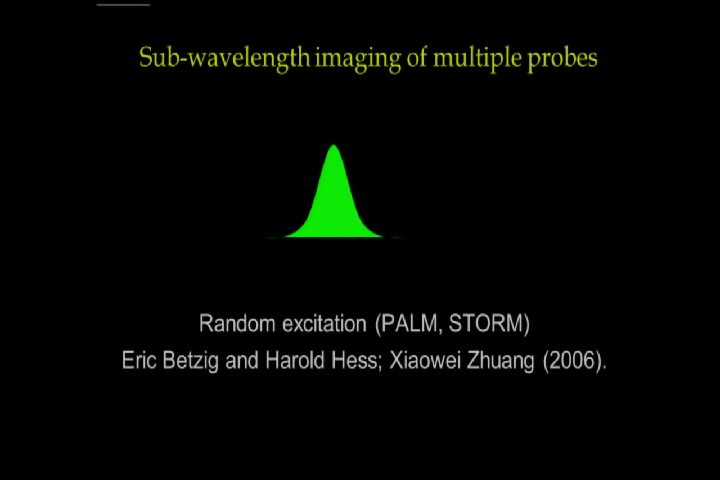 Sub-wavelength imaging of multiple probes
Random excitation (PALM, STORM)
Eric Betzig and Harold Hess; Xiaowei Zhuang (2006).